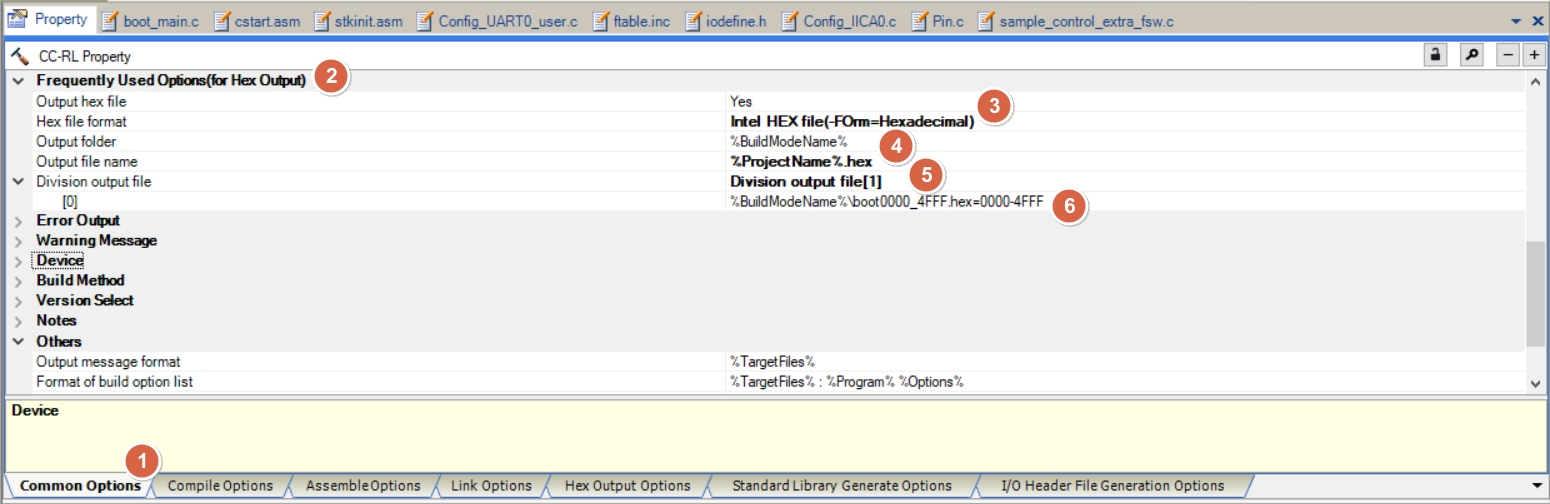 Property boot_main.c cstart.asm stkinit.asm Config_UART0_user.c ftable.inc iodefine.h Config_IICA0.c Pin.c sample_control_extra_fsw.c
CC-RL Property
Frequently Used Options(for Hex Output) 2
Output hex file Yes
Hex file format Intel HEX file(-FOrm=Hexadecimal) 3
Output folder %BuildModeName% 4
Output file name %ProjectName%.hex
Division output file Division output file[1] 5
[0] %BuildModeName%\boot0000_4FFF.hex=0000-4FFF 6
Error Output
Warning Message
Device
Build Method
Version Select
Notes
Others
Output message format %TargetFiles%
Format of build option list %TargetFiles% : %Program% %Options%
Device
1
Common Options Compile Options Assemble Options Link Options Hex Output Options Standard Library Generate Options I/O Header File Generation Options